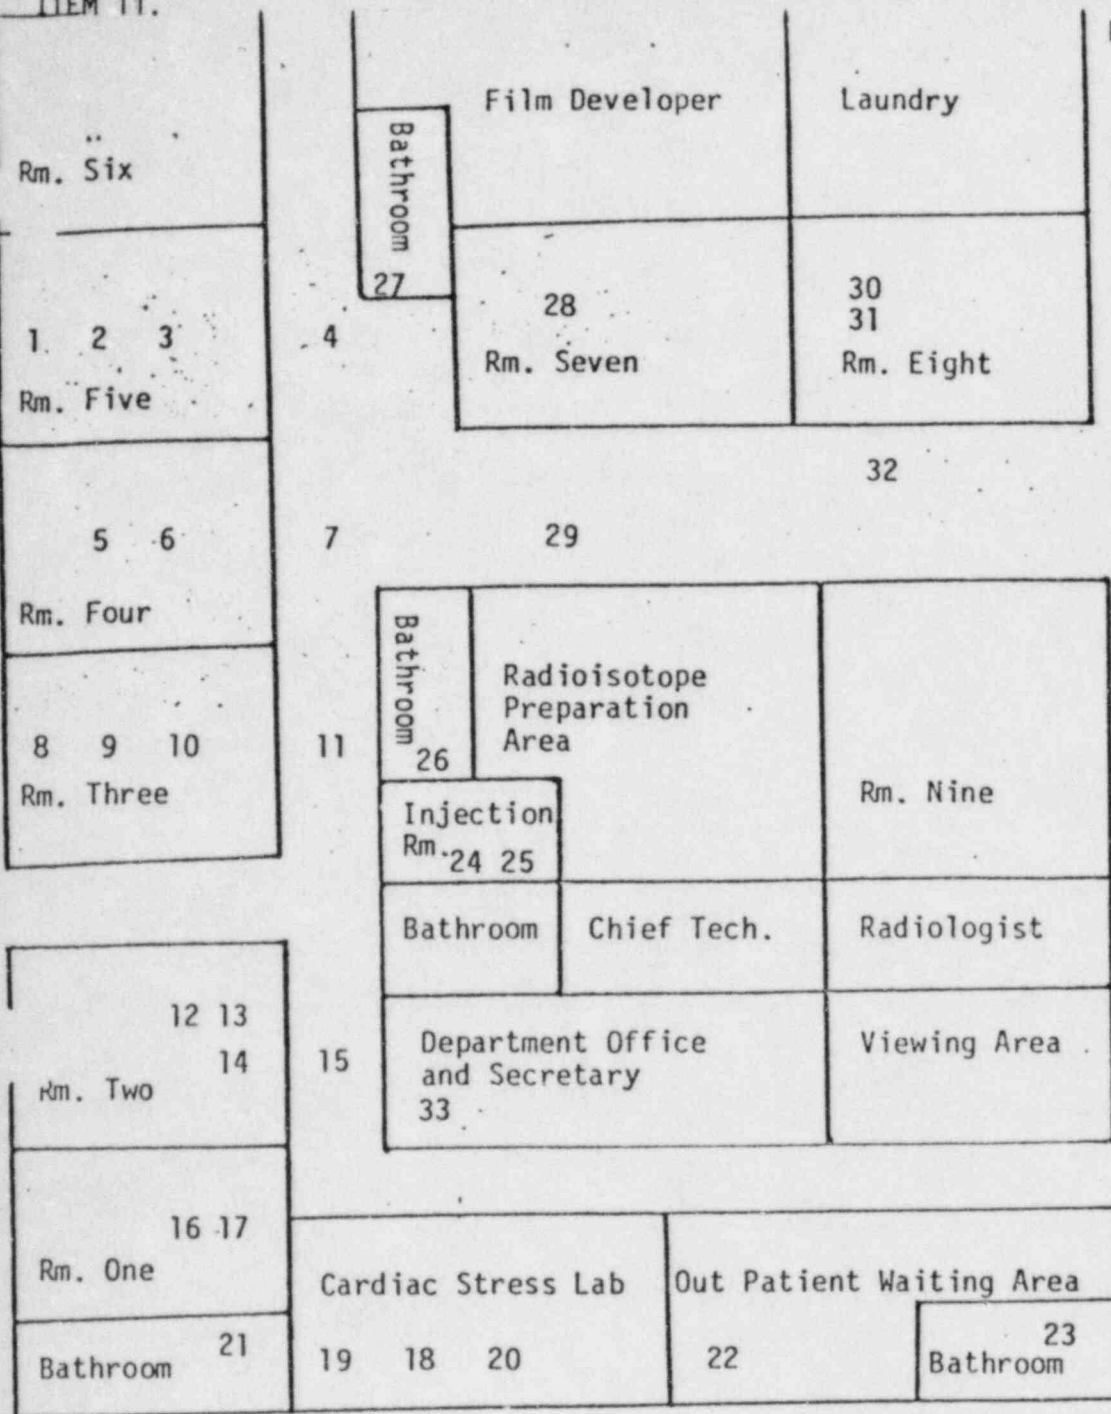 ITEM 11.
Film Developer
Laundry
Bathroom
Rm. Six
27
28
30
31
1 2 3
4
Rm. Seven
Rm. Eight
Rm. Five
32
5 6
7
29
Rm. Four
Bathroom
Radioisotope
Preparation
Area
8 9 10
11
26
Rm. Three
Rm. Nine
Injection
Rm. 24 25
Bathroom
Chief Tech.
Radiologist
12 13
14
Rm. Two
15
Department Office
and Secretary
33
Viewing Area
16 17
Rm. One
Cardiac Stress Lab
Out Patient Waiting Area
21
Bathroom
19 18 20
22
23
Bathroom